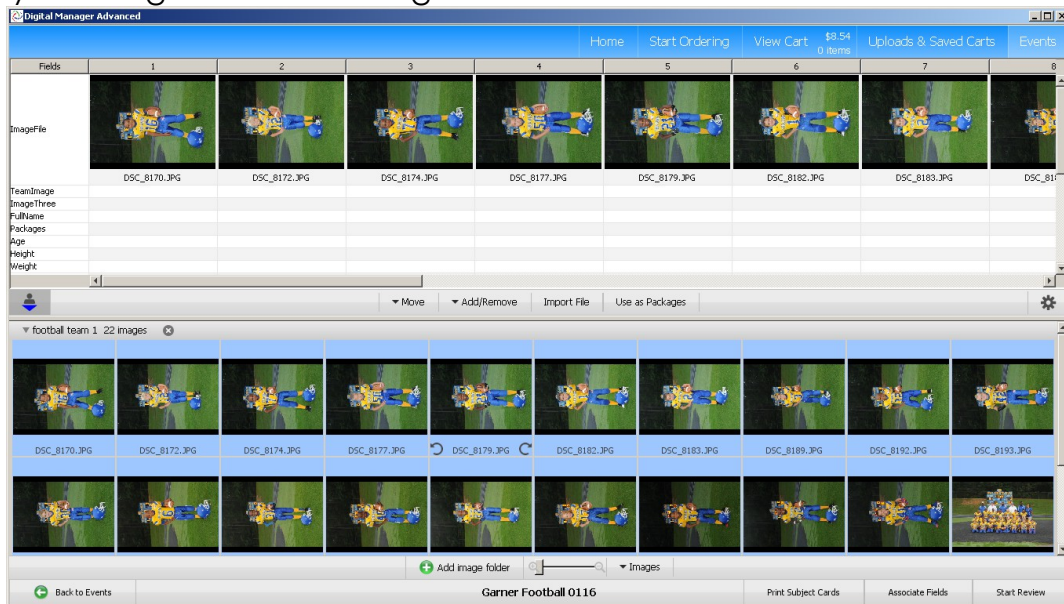 Digital Manager Advanced
Home Start Ordering View Cart $8.54 0 items Uploads & Saved Carts Events
Fields 1 2 3 4 5 6 7 8
ImageFile
DSC_8170.JPG DSC_8172.JPG DSC_8174.JPG DSC_8177.JPG DSC_8179.JPG DSC_8182.JPG DSC_8183.JPG DSC_818
TeamImage
ImageThree
FullName
Packages
Age
Height
Weight
Move Add/Remove Import File Use as Packages
football team 1 22 images
DSC_8170.JPG DSC_8172.JPG DSC_8174.JPG DSC_8177.JPG DSC_8179.JPG DSC_8182.JPG DSC_8183.JPG DSC_8189.JPG DSC_8192.JPG DSC_8193.JPG
Add image folder Images
Back to Events Garner Football 0116 Print Subject Cards Associate Fields Start Review